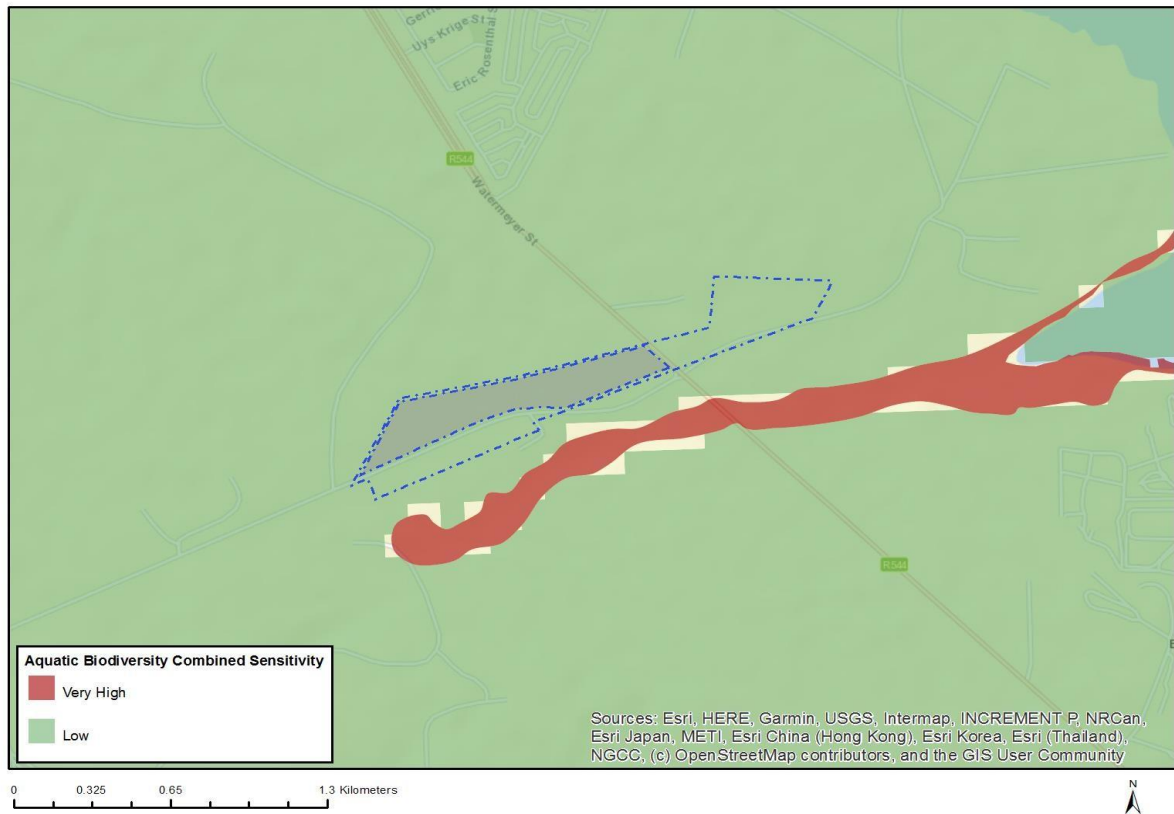 Uys Krige St
Eric Rosenthal S
R544
Watermeyer St
R544
Aquatic Biodiversity Combined Sensitivity
Very High
Low
Sources: Esri, HERE, Garmin, USGS, Intermap, INCREMENT P, NRCan,
Esri Japan, METI, Esri China (Hong Kong), Esri Korea, Esri (Thailand),
NGCC, (c) OpenStreetMap contributors, and the GIS User Community
0 0.325 0.65 1.3 Kilometers
N